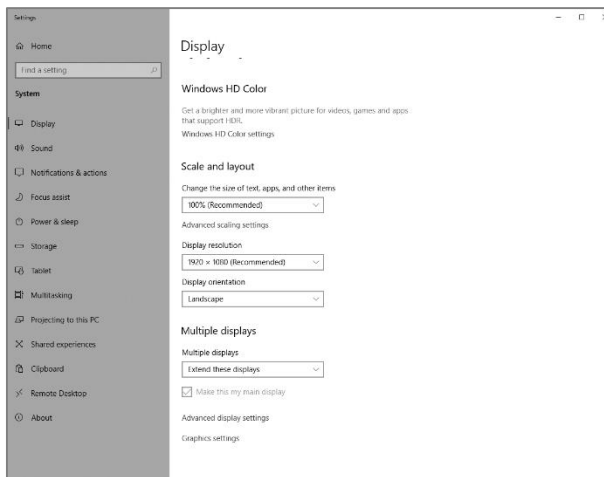 Settings
Home
Find a setting
System
Display
Sound
Notifications & actions
Focus assist
Power & sleep
Storage
Tablet
Multitasking
Projecting to this PC
Shared experiences
Clipboard
Remote Desktop
About
Display
Windows HD Color
Get a brighter and more vibrant picture for videos, games and apps
that support HDR.
Windows HD Color settings
Scale and layout
Change the size of text, apps, and other items
100% (Recommended)
Advanced scaling settings
Display resolution
1920 × 1080 (Recommended)
Display orientation
Landscape
Multiple displays
Multiple displays
Extend these displays
Make this my main display
Advanced display settings
Graphics settings